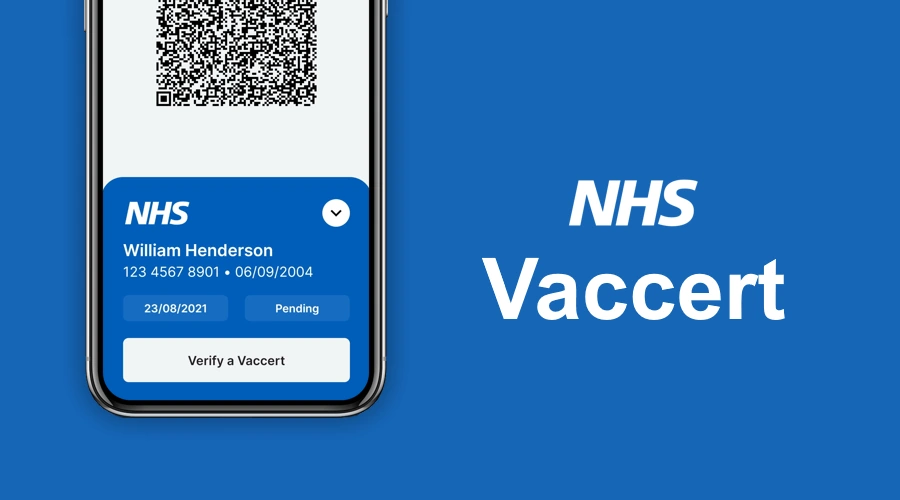 NHS
William Henderson
123 4567 8901 • 06/09/2004
23/08/2021
Pending
Verify a Vaccert
NHS
Vaccert